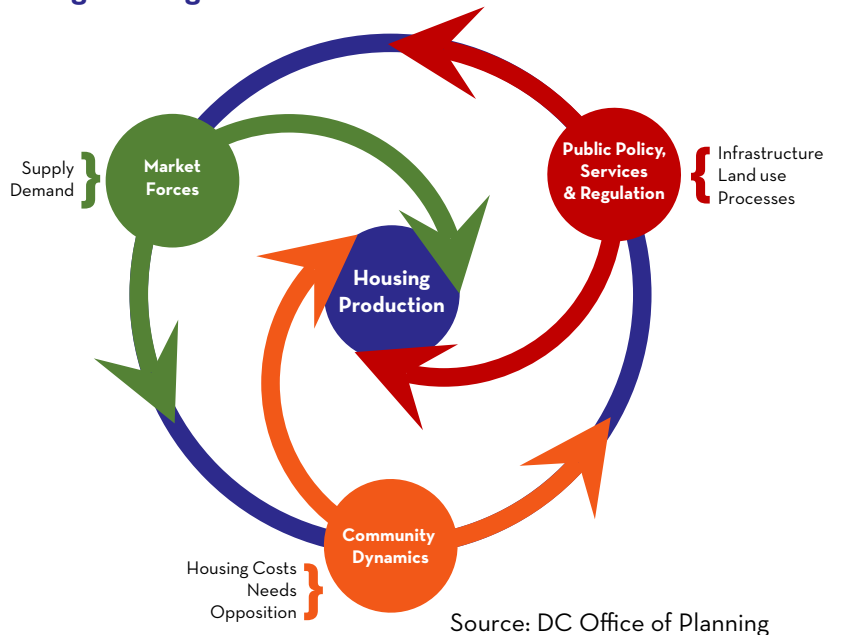 Market
Forces
Supply
Demand
Public Policy,
Services
& Regulation
Infrastructure
Land use
Processes
Housing
Production
Community
Dynamics
Housing Costs
Needs
Opposition
Source: DC Office of Planning